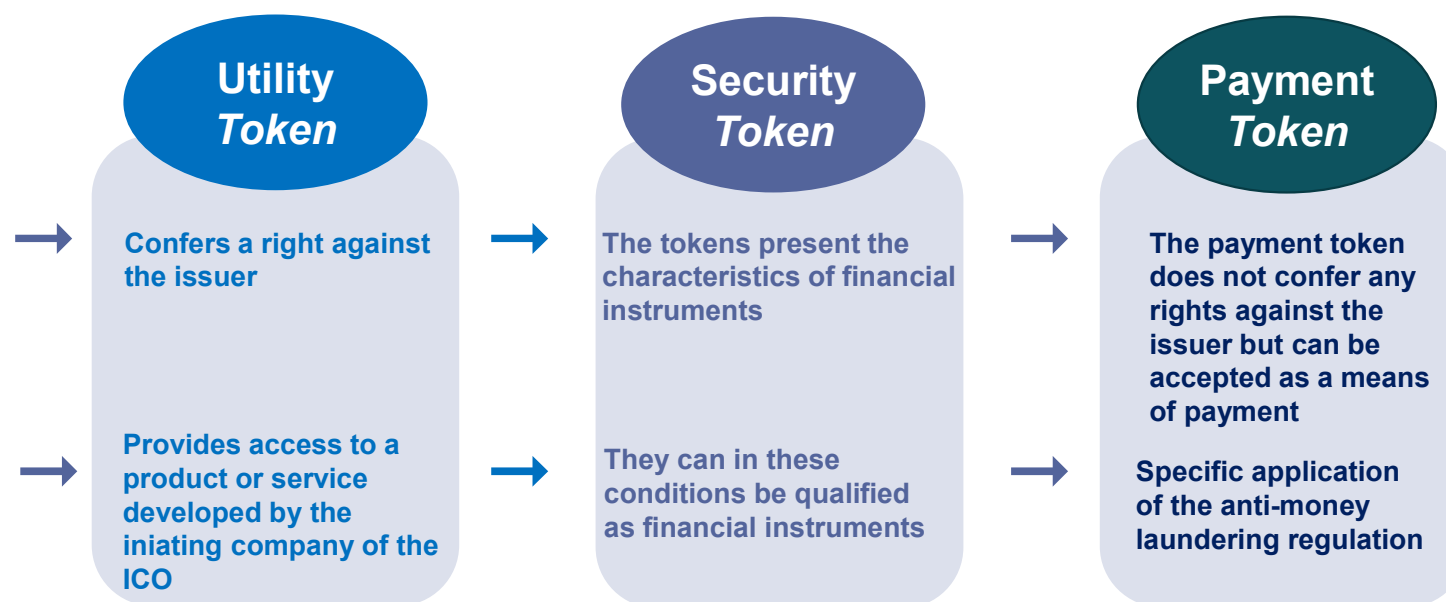 Utility
Token
Confers a right against
the issuer
Provides access to a
product or service
developed by the
iniating company of the
ICO
Security
Token
The tokens present the
characteristics of financial
instruments
They can in these
conditions be qualified
as financial instruments
Payment
Token
The payment token
does not confer any
rights against the
issuer but can be
accepted as a means
of payment
Specific application
of the anti-money
laundering regulation